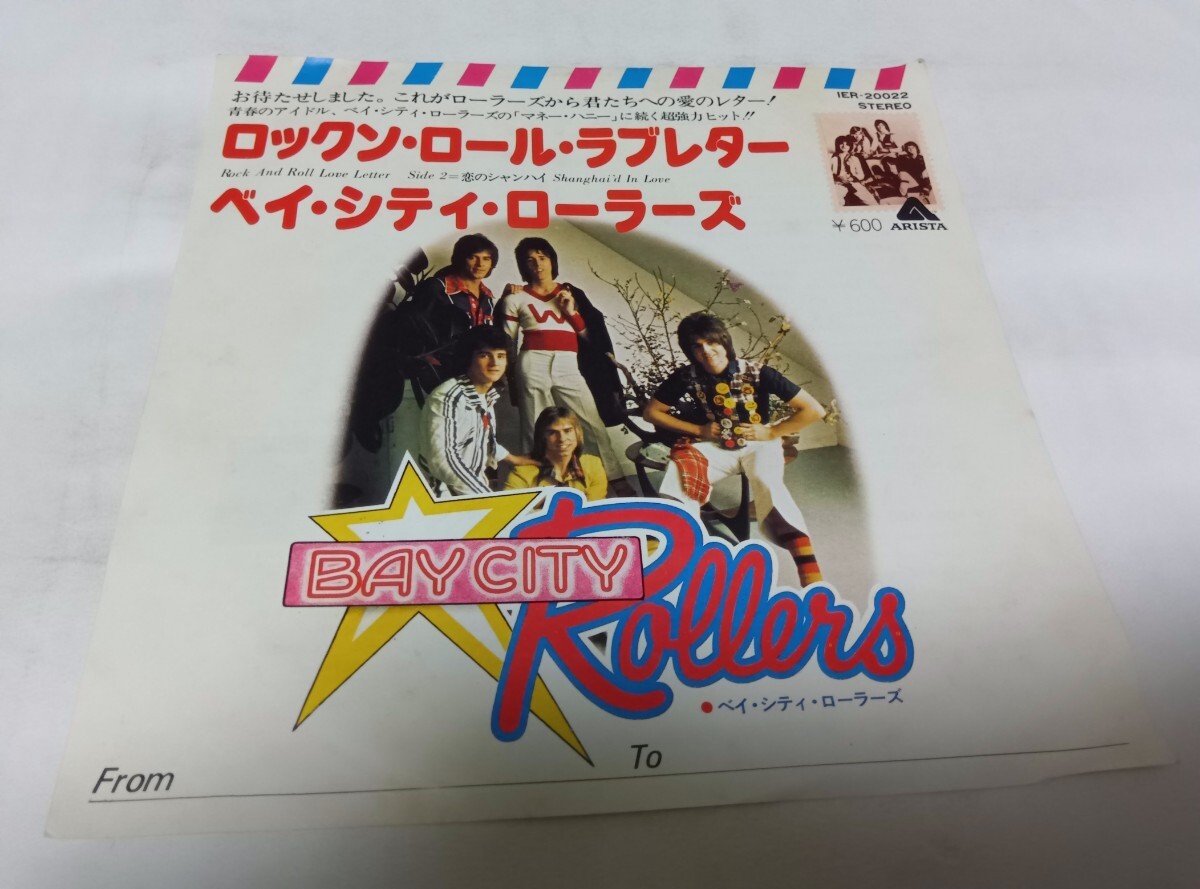 お待たせしました。これがローラーズから君たちへの愛のレター!
青春のアイドル、ベイ・シティ・ローラーズの「マネー・ハニー」に続く超強力ヒット!!
IER-20022
STEREO
ロックン・ロール・ラブレター
Rock And Roll Love Letter Side 2=恋のシャンハイ Shanghai'd In Love
ベイ・シティ・ローラーズ
¥600 ARISTA
W
BAY CITY
Rollers
●ベイ・シティ・ローラーズ
From
To